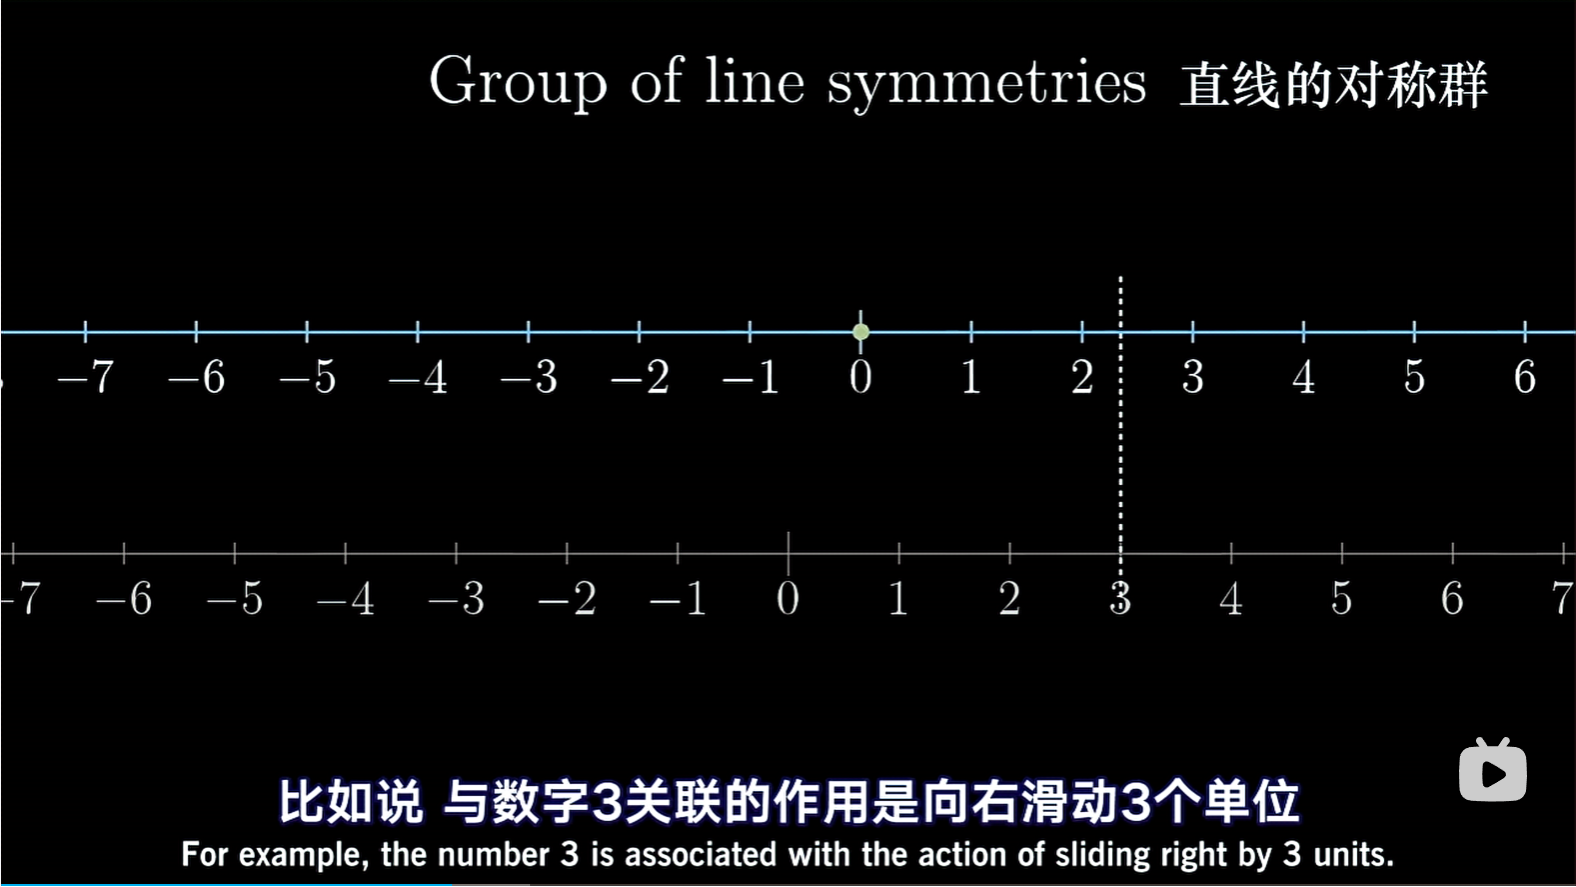 Group of line symmetries 直线的对称群
−7 −6 −5 −4 −3 −2 −1 0 1 2 3 4 5 6
−7 −6 −5 −4 −3 −2 −1 0 1 2 3 4 5 6 7
比如说 与数字3关联的作用是向右滑动3个单位
For example, the number 3 is associated with the action of sliding right by 3 units.